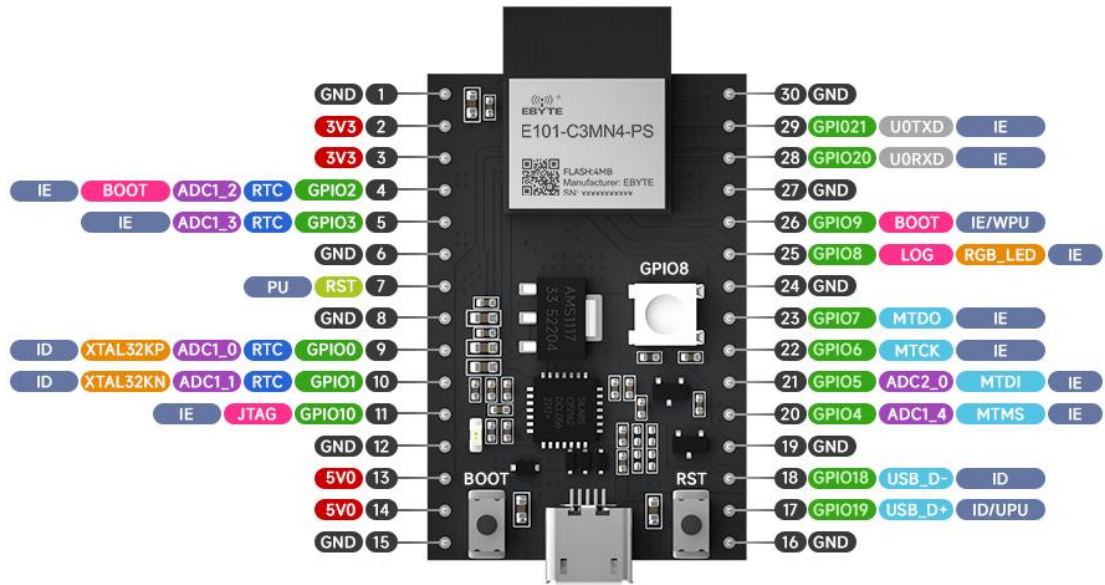 GND 1
3V3 2
3V3 3
IE BOOT ADC1_2 RTC GPIO2 4
IE ADC1_3 RTC GPIO3 5
GND 6
PU RST 7
GND 8
ID XTAL32KP ADC1_0 RTC GPIO0 9
ID XTAL32KN ADC1_1 RTC GPIO1 10
IE JTAG GPIO10 11
GND 12
5V0 13
5V0 14
GND 15
EBYTE
E101-C3MN4-PS
FLASH:4MB
Manufacturer: EBYTE
SN: xxxxxxxxxxx
GPIO8
AMS1117
33 52204
SILABS
BOOT
RST
30 GND
29 GPIO21 U0TXD IE
28 GPIO20 U0RXD IE
27 GND
26 GPIO9 BOOT IE/WPU
25 GPIO8 LOG RGB_LED IE
24 GND
23 GPIO7 MTDO IE
22 GPIO6 MTCK IE
21 GPIO5 ADC2_0 MTDI IE
20 GPIO4 ADC1_4 MTMS IE
19 GND
18 GPIO18 USB_D- ID
17 GPIO19 USB_D+ ID/UPU
16 GND